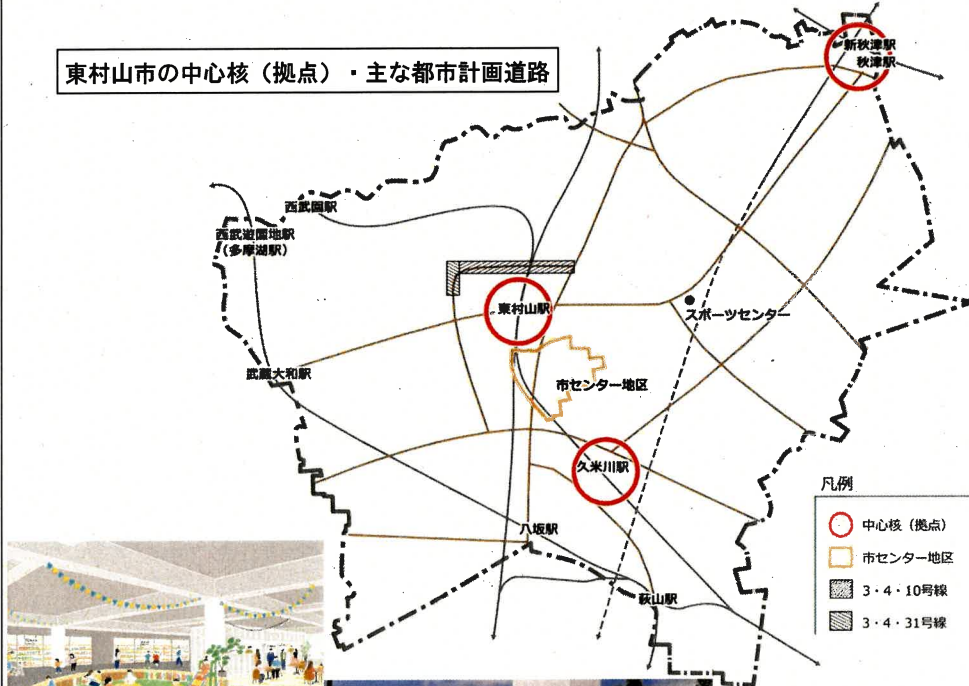 東村山市の中心核（拠点）・主な都市計画道路
新秋津駅
秋津駅
西武園駅
西武遊園地駅
（多摩湖駅）
東村山駅
スポーツセンター
武蔵大和駅
市センター地区
久米川駅
八坂駅
萩山駅
凡例
中心核（拠点）
市センター地区
3・4・10号線
3・4・31号線